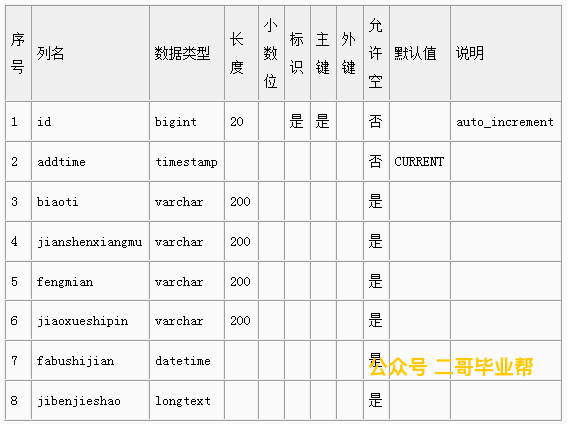 序号 列名 数据类型 长度 小数位 标识 主键 外键 允许空 默认值 说明
1 id bigint 20 是 是 否 auto_increment
2 addtime timestamp 否 CURRENT
3 biaoti varchar 200 是
4 jianshenxiangmu varchar 200 是
5 fengmian varchar 200 是
6 jiaoxueshipin varchar 200 是
7 fabushijian datetime 是
公众号 二哥毕业帮
8 jibenjieshao longtext 是